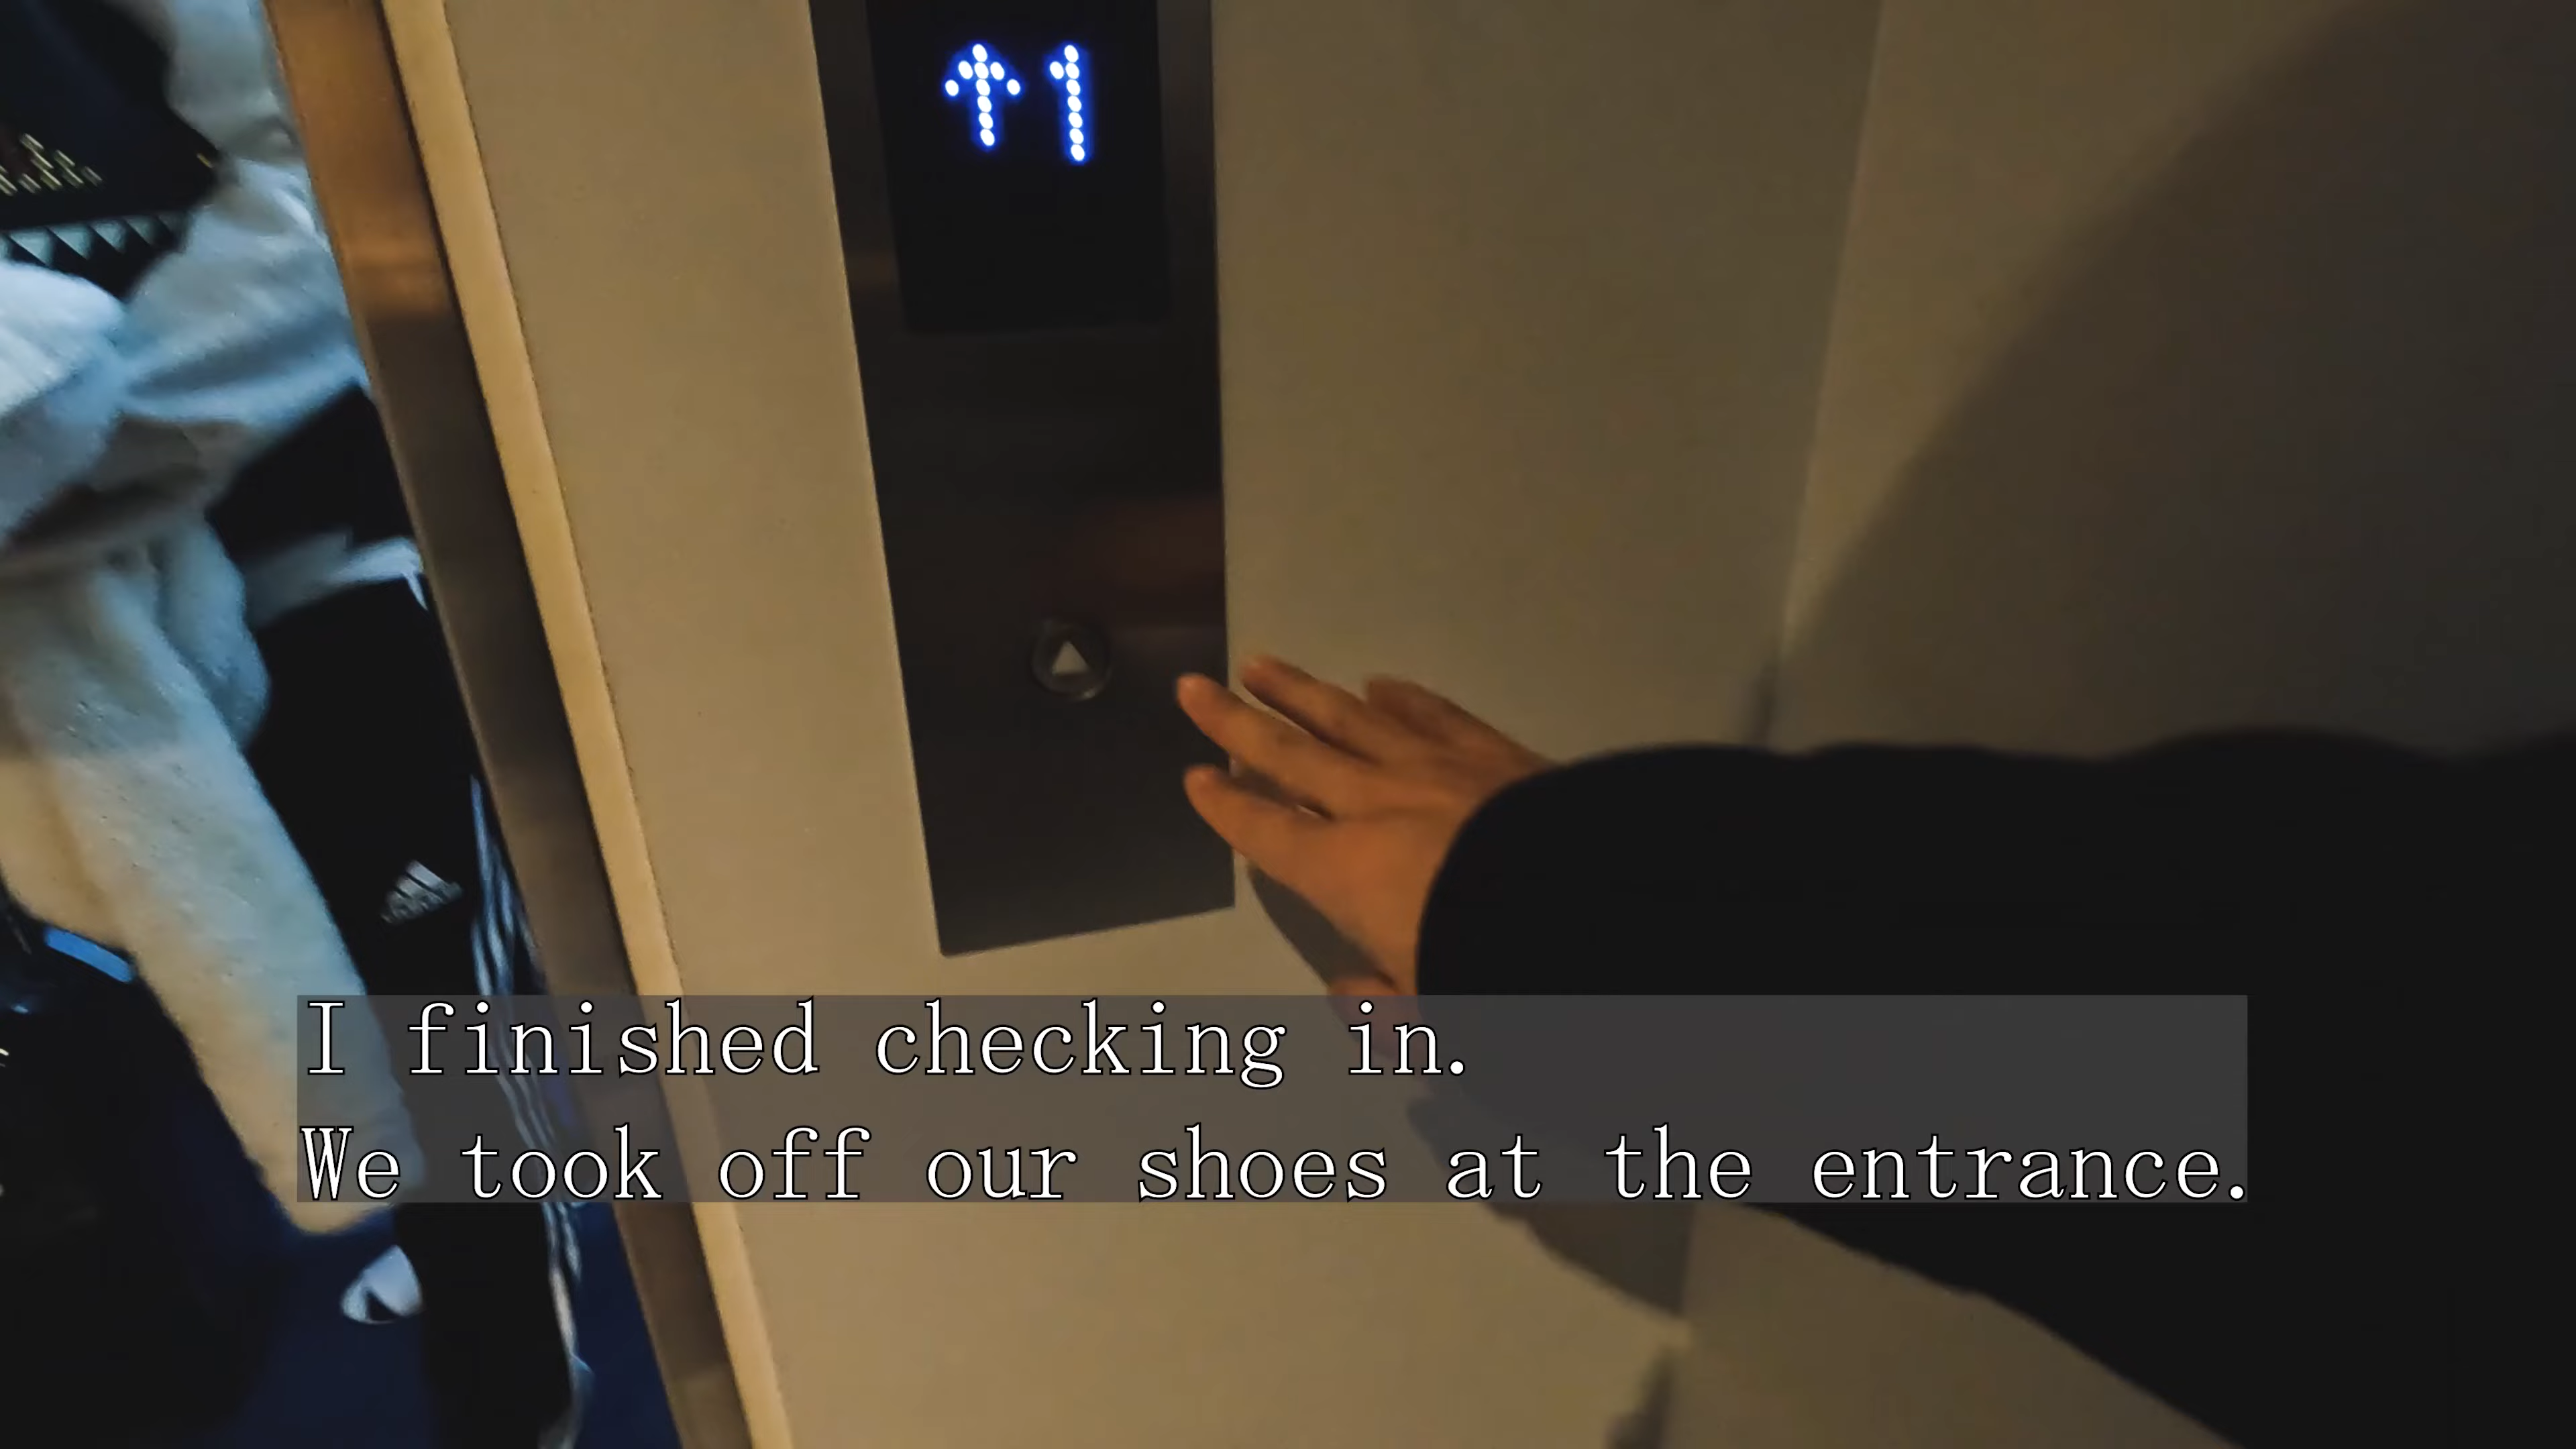 ↑1
I finished checking in.
We took off our shoes at the entrance.